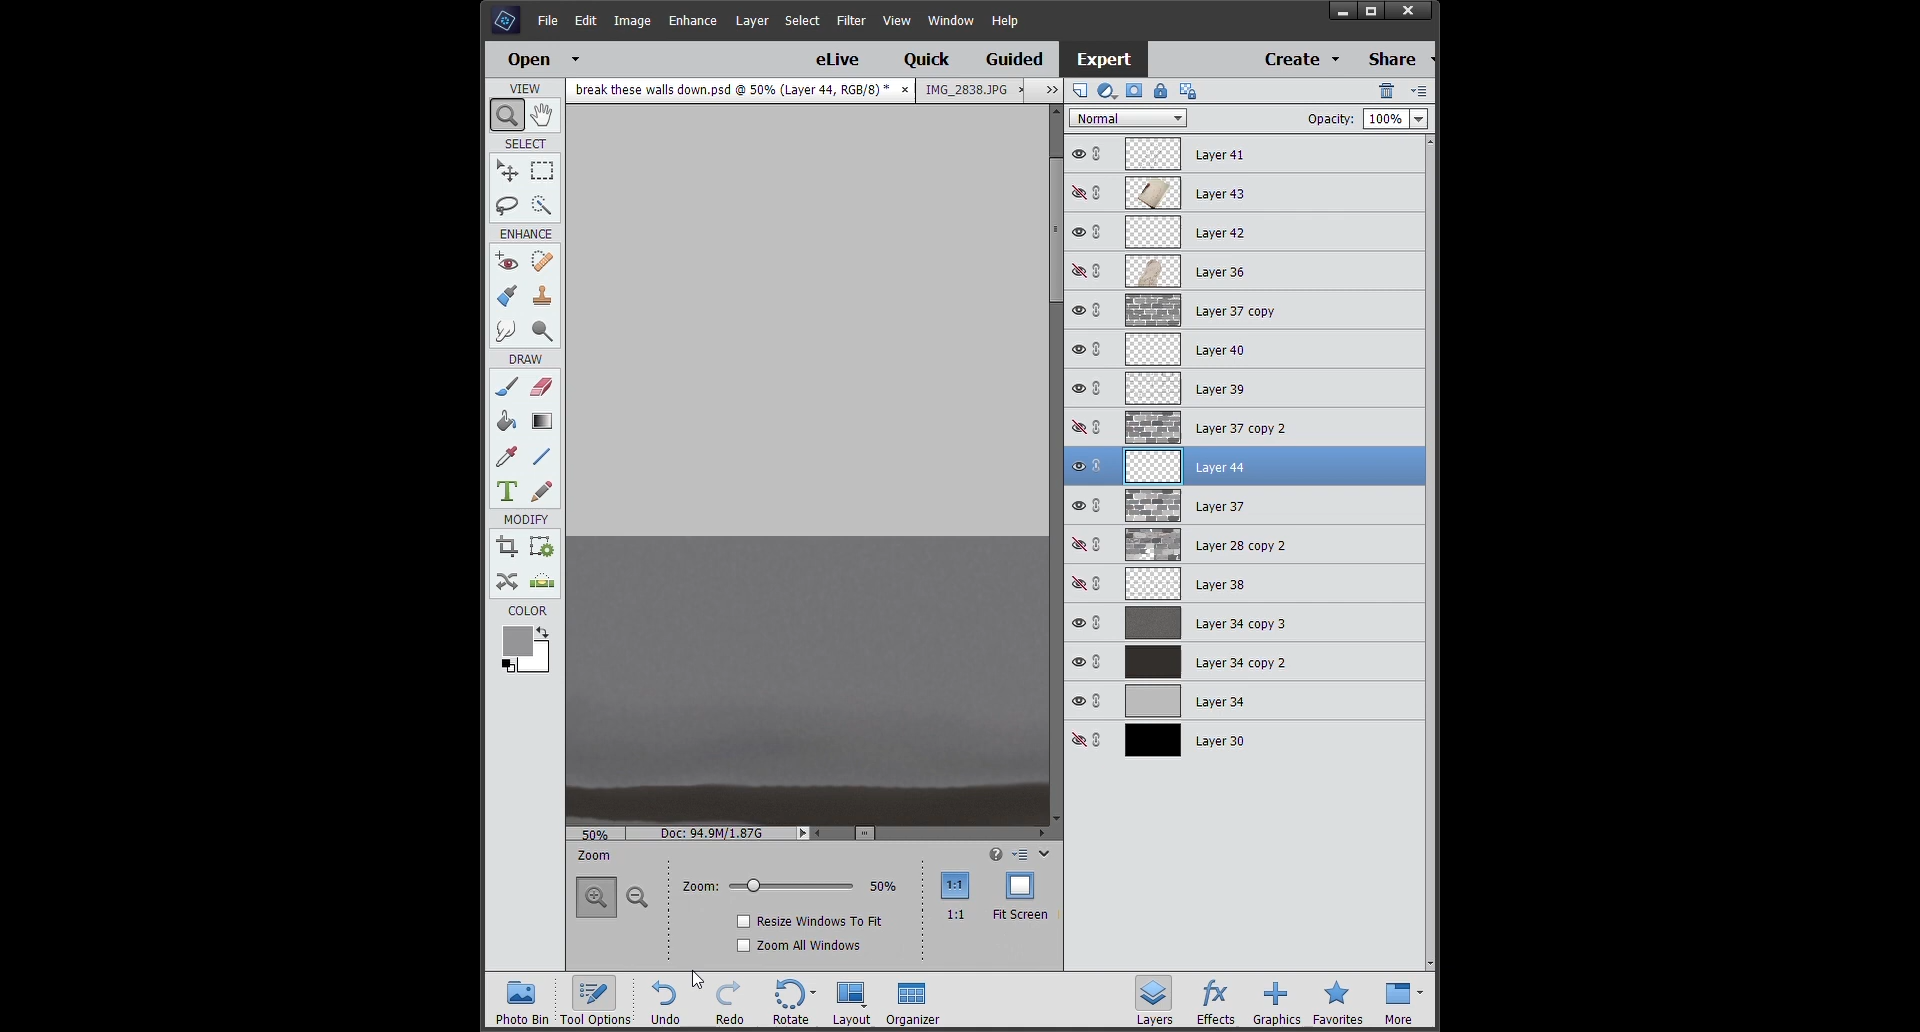 File Edit Image Enhance Layer Select Filter View Window Help
Open eLive Quick Guided Expert Create Share
VIEW
break these walls down.psd @ 50% (Layer 44, RGB/8) * ×
IMG_2838.JPG ×
Normal
Opacity: 100%
SELECT
ENHANCE
DRAW
T
MODIFY
COLOR
Layer 41
Layer 43
Layer 42
Layer 36
Layer 37 copy
Layer 40
Layer 39
Layer 37 copy 2
Layer 44
Layer 37
Layer 28 copy 2
Layer 38
Layer 34 copy 3
Layer 34 copy 2
Layer 34
Layer 30
50% Doc: 94.9M/1.87G
Zoom
Zoom: 50%
1:1
1:1 Fit Screen
Resize Windows To Fit
Zoom All Windows
Photo Bin Tool Options Undo Redo Rotate Layout Organizer
fx
Layers Effects Graphics Favorites More